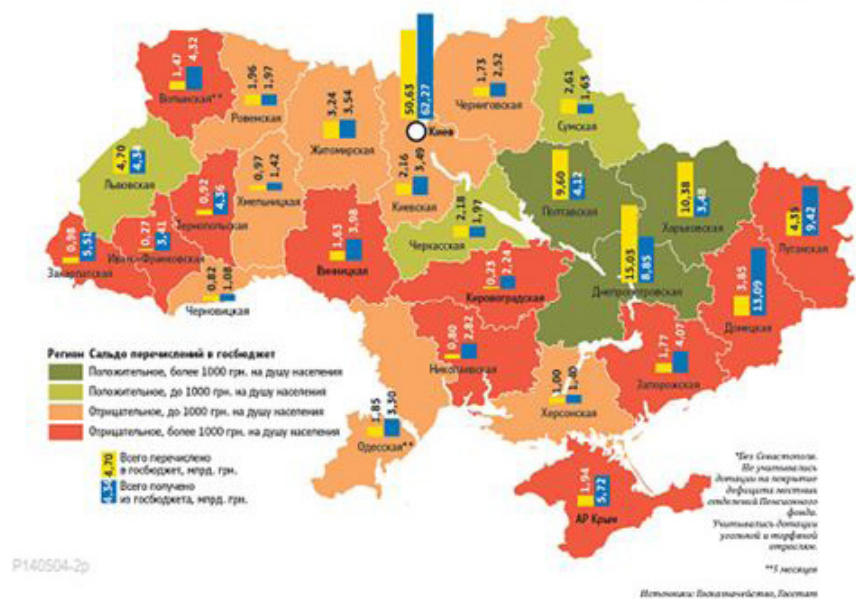 1,47 4,32
Волынская**
1,96 1,97
Ровенская
3,24 3,54
Житомирская
50,63 62,27
Киев
1,73 2,52
Черниговская
2,61 1,63
Сумская
4,70 4,34
Львовская
0,92 4,36
Тернопольская
0,97 1,42
Хмельницкая
2,16 3,49
Киевская
9,60 4,12
Полтавская
10,38 3,48
Харьковская
4,35 9,42
Луганская
0,98 5,51
Закарпатская
0,27 3,41
Ивано-Франковская
1,63 3,98
Винницкая
2,18 1,97
Черкасская
0,23 2,24
Кировоградская
15,03 8,85
Днепропетровская
3,85 13,09
Донецкая
0,82 1,08
Черновицкая
0,80 2,82
Николаевская
1,77 4,07
Запорожская
1,00 1,40
Херсонская
1,85 3,30
Одесская**
1,94 5,72
АР Крым
Регион Сальдо перечислений в госбюджет
Положительное, более 1000 грн. на душу населения
Положительное, до 1000 грн. на душу населения
Отрицательное, до 1000 грн. на душу населения
Отрицательное, более 1000 грн. на душу населения
4,70 Всего перечислено
в госбюджет, млрд. грн.
4,34 Всего получено
из госбюджета, млрд. грн.
*Без Севастополя.
Не учитывались
дотации на покрытие
дефицита местных
отделений Пенсионного
фонда.
Учитывались дотации
угольной и торфяной
отраслям.
**5 месяцев
Источники: Госказначейство, Госстат
P140504-2p